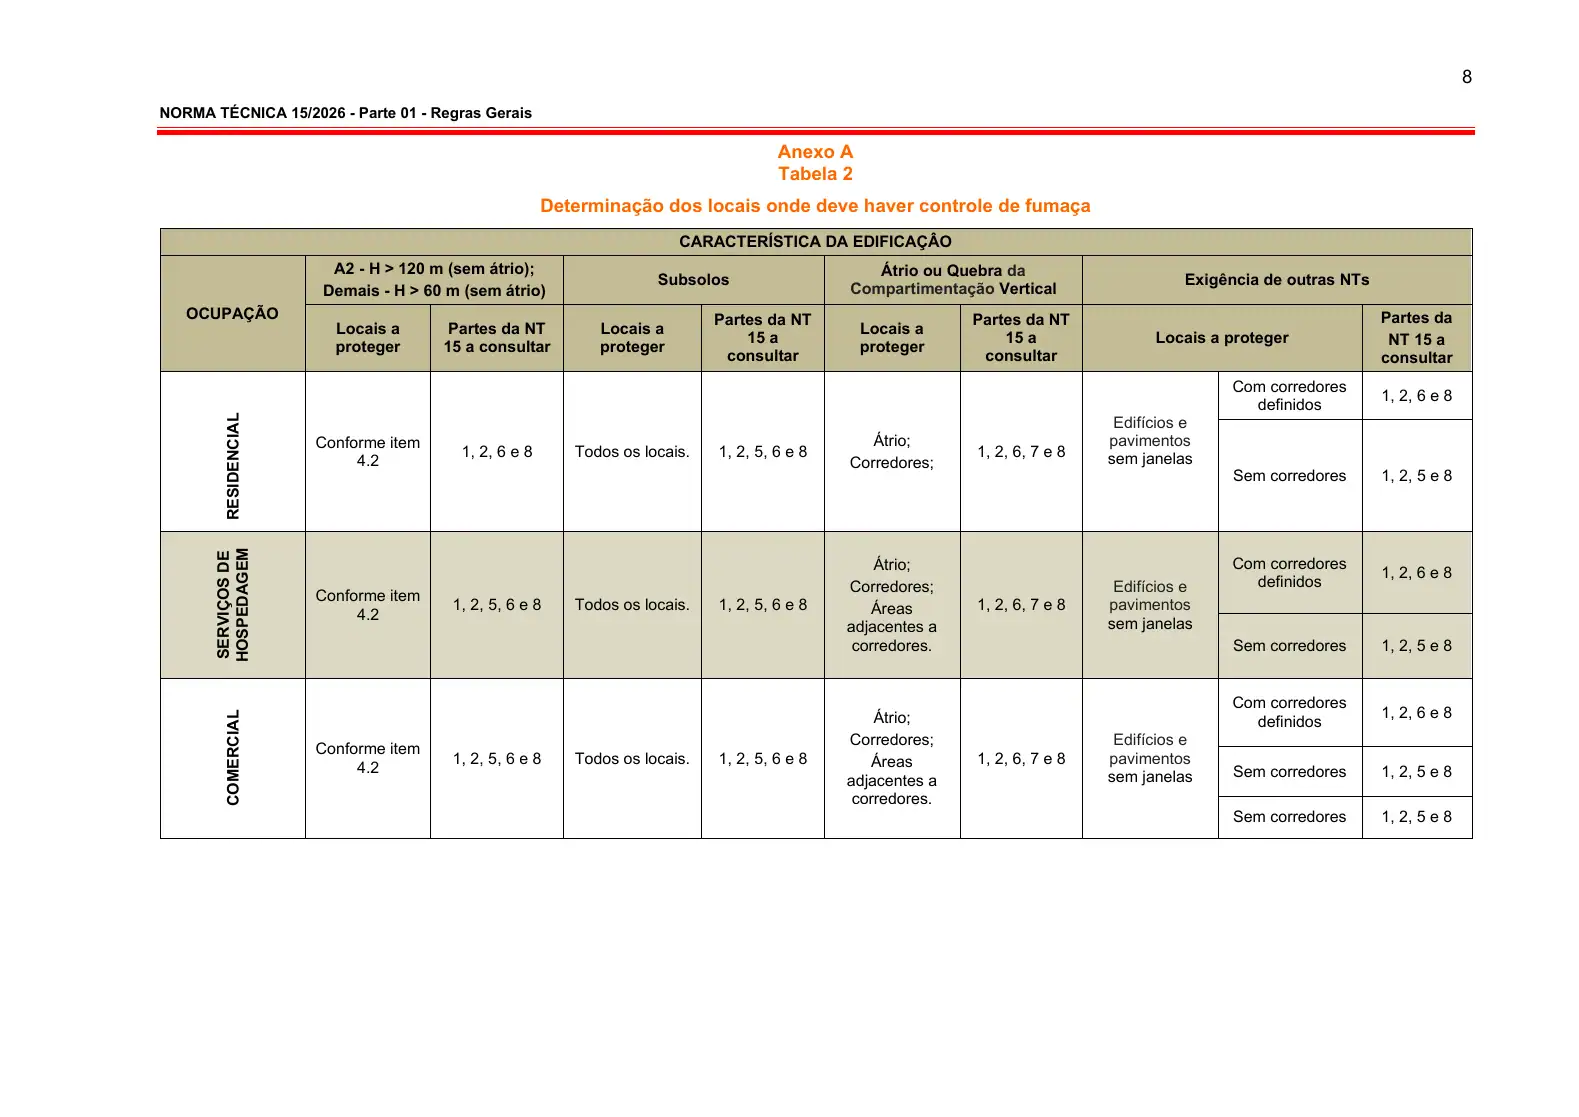 8
NORMA TÉCNICA 15/2026 - Parte 01 - Regras Gerais
Anexo A
Tabela 2
Determinação dos locais onde deve haver controle de fumaça
CARACTERÍSTICA DA EDIFICAÇÂO
OCUPAÇÃO
A2 - H > 120 m (sem átrio);
Demais - H > 60 m (sem átrio)
Subsolos
Átrio ou Quebra da
Compartimentação Vertical
Exigência de outras NTs
Locais a
proteger
Partes da NT
15 a consultar
Locais a
proteger
Partes da NT
15 a
consultar
Locais a
proteger
Partes da NT
15 a
consultar
Locais a proteger
Partes da
NT 15 a
consultar
RESIDENCIAL
Conforme item
4.2
1, 2, 6 e 8
Todos os locais.
1, 2, 5, 6 e 8
Átrio;
Corredores;
1, 2, 6, 7 e 8
Edifícios e
pavimentos
sem janelas
Com corredores
definidos
1, 2, 6 e 8
Sem corredores
1, 2, 5 e 8
SERVIÇOS DE
HOSPEDAGEM
Conforme item
4.2
1, 2, 5, 6 e 8
Todos os locais.
1, 2, 5, 6 e 8
Átrio;
Corredores;
Áreas
adjacentes a
corredores.
1, 2, 6, 7 e 8
Edifícios e
pavimentos
sem janelas
Com corredores
definidos
1, 2, 6 e 8
Sem corredores
1, 2, 5 e 8
COMERCIAL
Conforme item
4.2
1, 2, 5, 6 e 8
Todos os locais.
1, 2, 5, 6 e 8
Átrio;
Corredores;
Áreas
adjacentes a
corredores.
1, 2, 6, 7 e 8
Edifícios e
pavimentos
sem janelas
Com corredores
definidos
1, 2, 6 e 8
Sem corredores
1, 2, 5 e 8
Sem corredores
1, 2, 5 e 8